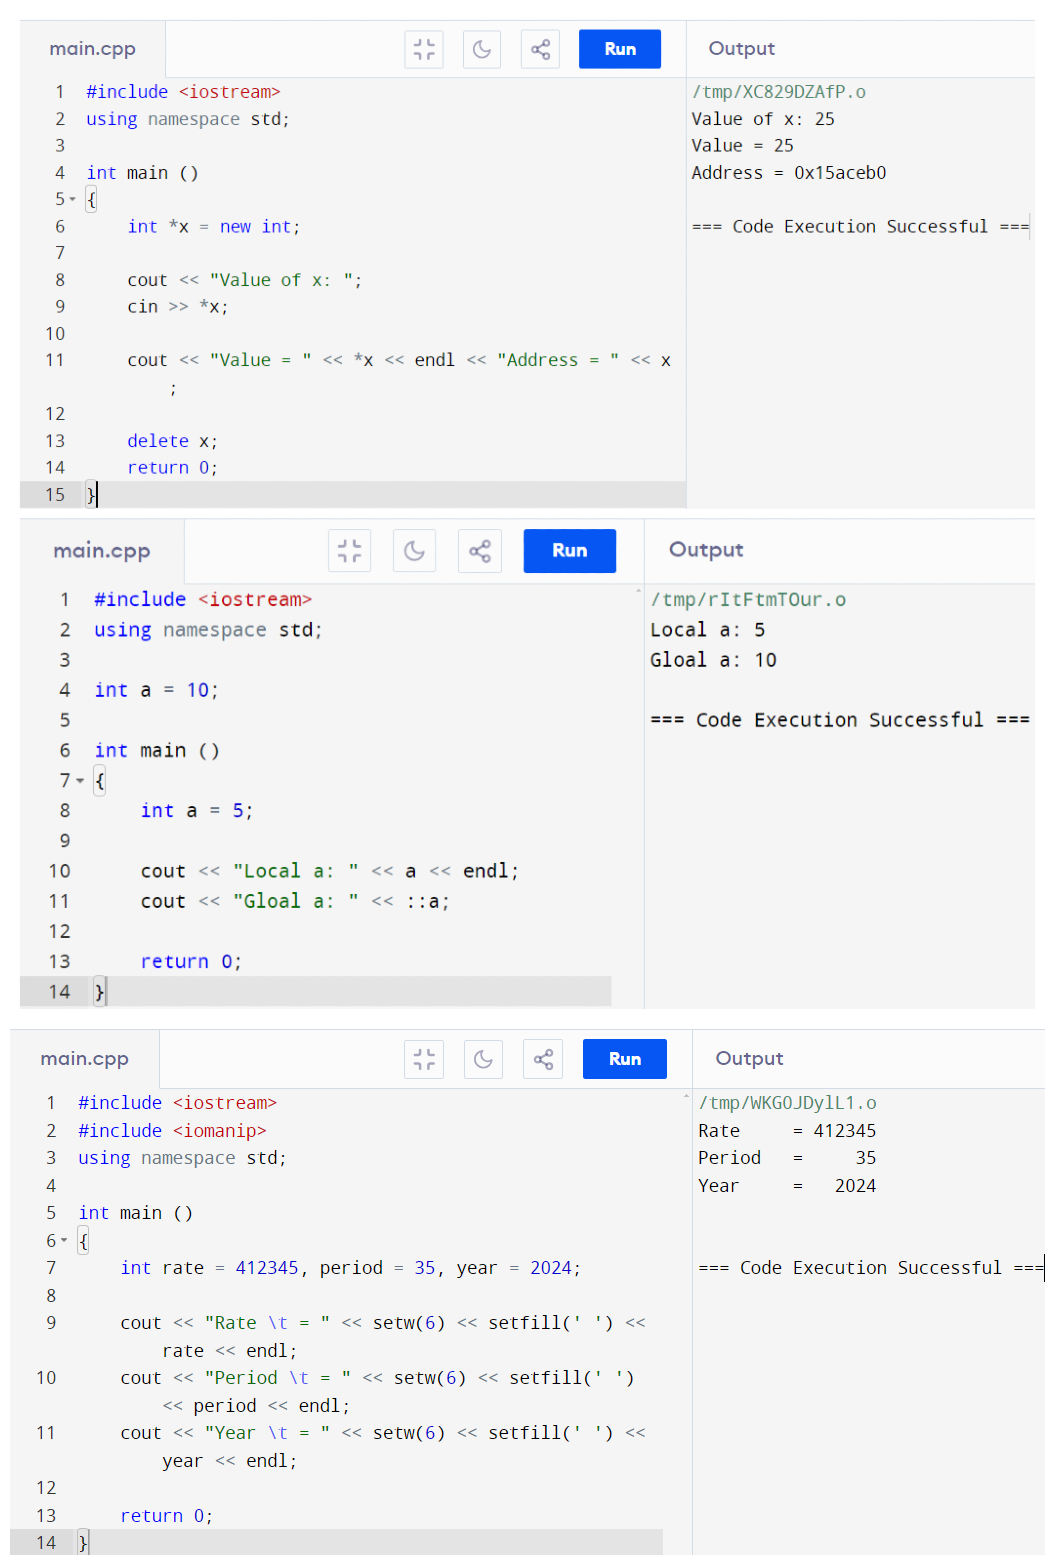 main.cpp Run Output
1 #include <iostream>
2 using namespace std;
3
4 int main ()
5 {
6 int *x = new int;
7
8 cout << "Value of x: ";
9 cin >> *x;
10
11 cout << "Value = " << *x << endl << "Address = " << x
;
12
13 delete x;
14 return 0;
15 }
/tmp/XC829DZAfP.o
Value of x: 25
Value = 25
Address = 0x15aceb0
=== Code Execution Successful ===
main.cpp Run Output
1 #include <iostream>
2 using namespace std;
3
4 int a = 10;
5
6 int main ()
7 {
8 int a = 5;
9
10 cout << "Local a: " << a << endl;
11 cout << "Gloal a: " << ::a;
12
13 return 0;
14 }
/tmp/rItFtmTOur.o
Local a: 5
Gloal a: 10
=== Code Execution Successful ===
main.cpp Run Output
1 #include <iostream>
2 #include <iomanip>
3 using namespace std;
4
5 int main ()
6 {
7 int rate = 412345, period = 35, year = 2024;
8
9 cout << "Rate \t = " << setw(6) << setfill(' ') <<
rate << endl;
10 cout << "Period \t = " << setw(6) << setfill(' ')
<< period << endl;
11 cout << "Year \t = " << setw(6) << setfill(' ') <<
year << endl;
12
13 return 0;
14 }
/tmp/WKGOJDylL1.o
Rate = 412345
Period = 35
Year = 2024
=== Code Execution Successful ===